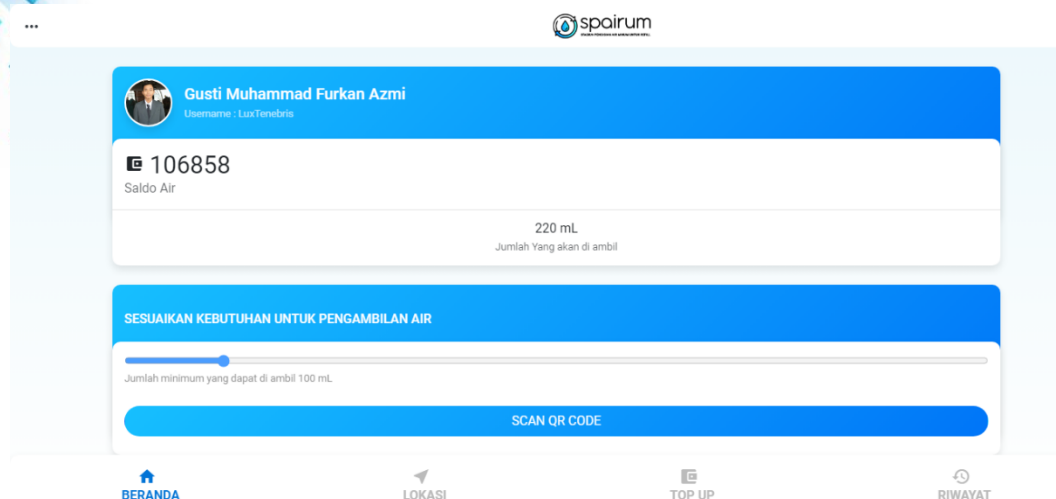 ...
spairum
Gusti Muhammad Furkan Azmi
Username : LuxTenebris
106858
Saldo Air
220 mL
Jumlah Yang akan di ambil
SESUAIKAN KEBUTUHAN UNTUK PENGAMBILAN AIR
Jumlah minimum yang dapat di ambil 100 mL
SCAN QR CODE
BERANDA
LOKASI
TOP UP
RIWAYAT